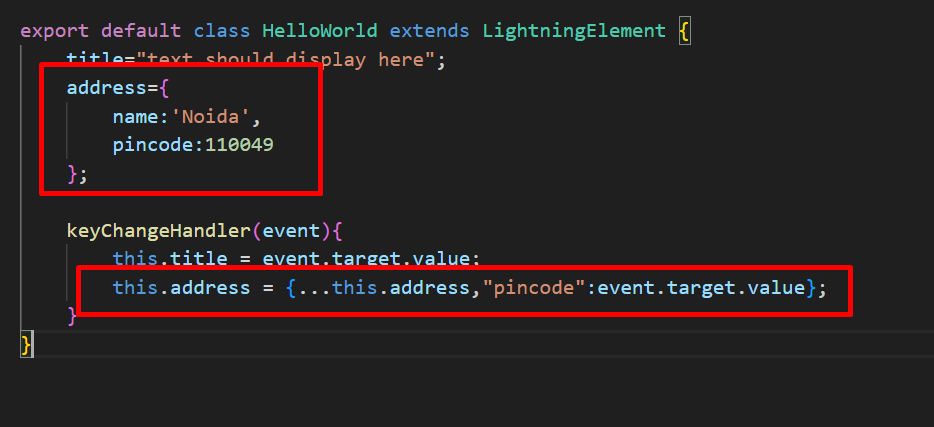 export default class HelloWorld extends LightningElement {
title="text should display here";
address={
name:'Noida',
pincode:110049
};
keyChangeHandler(event){
this.title = event.target.value;
this.address = {...this.address,"pincode":event.target.value};
}
}